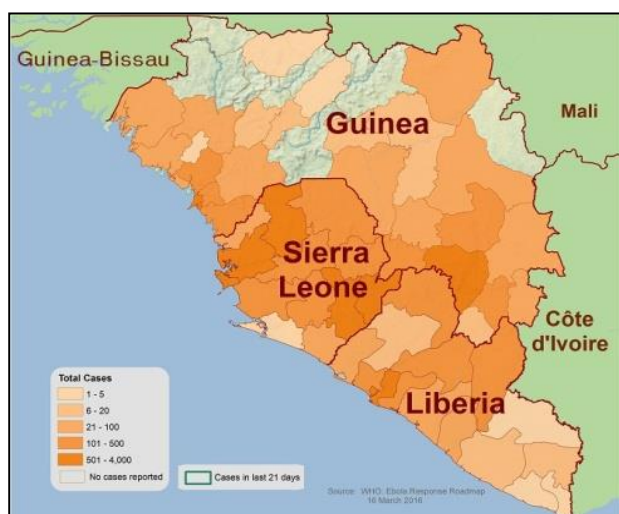 Guinea-Bissau
Guinea
Mali
Sierra
Leone
Côte
d'Ivoire
Liberia
Total Cases
1 - 5
6 - 20
21 - 100
101 - 500
501 - 4,000
No cases reported
Cases in last 21 days
Source: WHO: Ebola Response Roadmap
16 March 2016